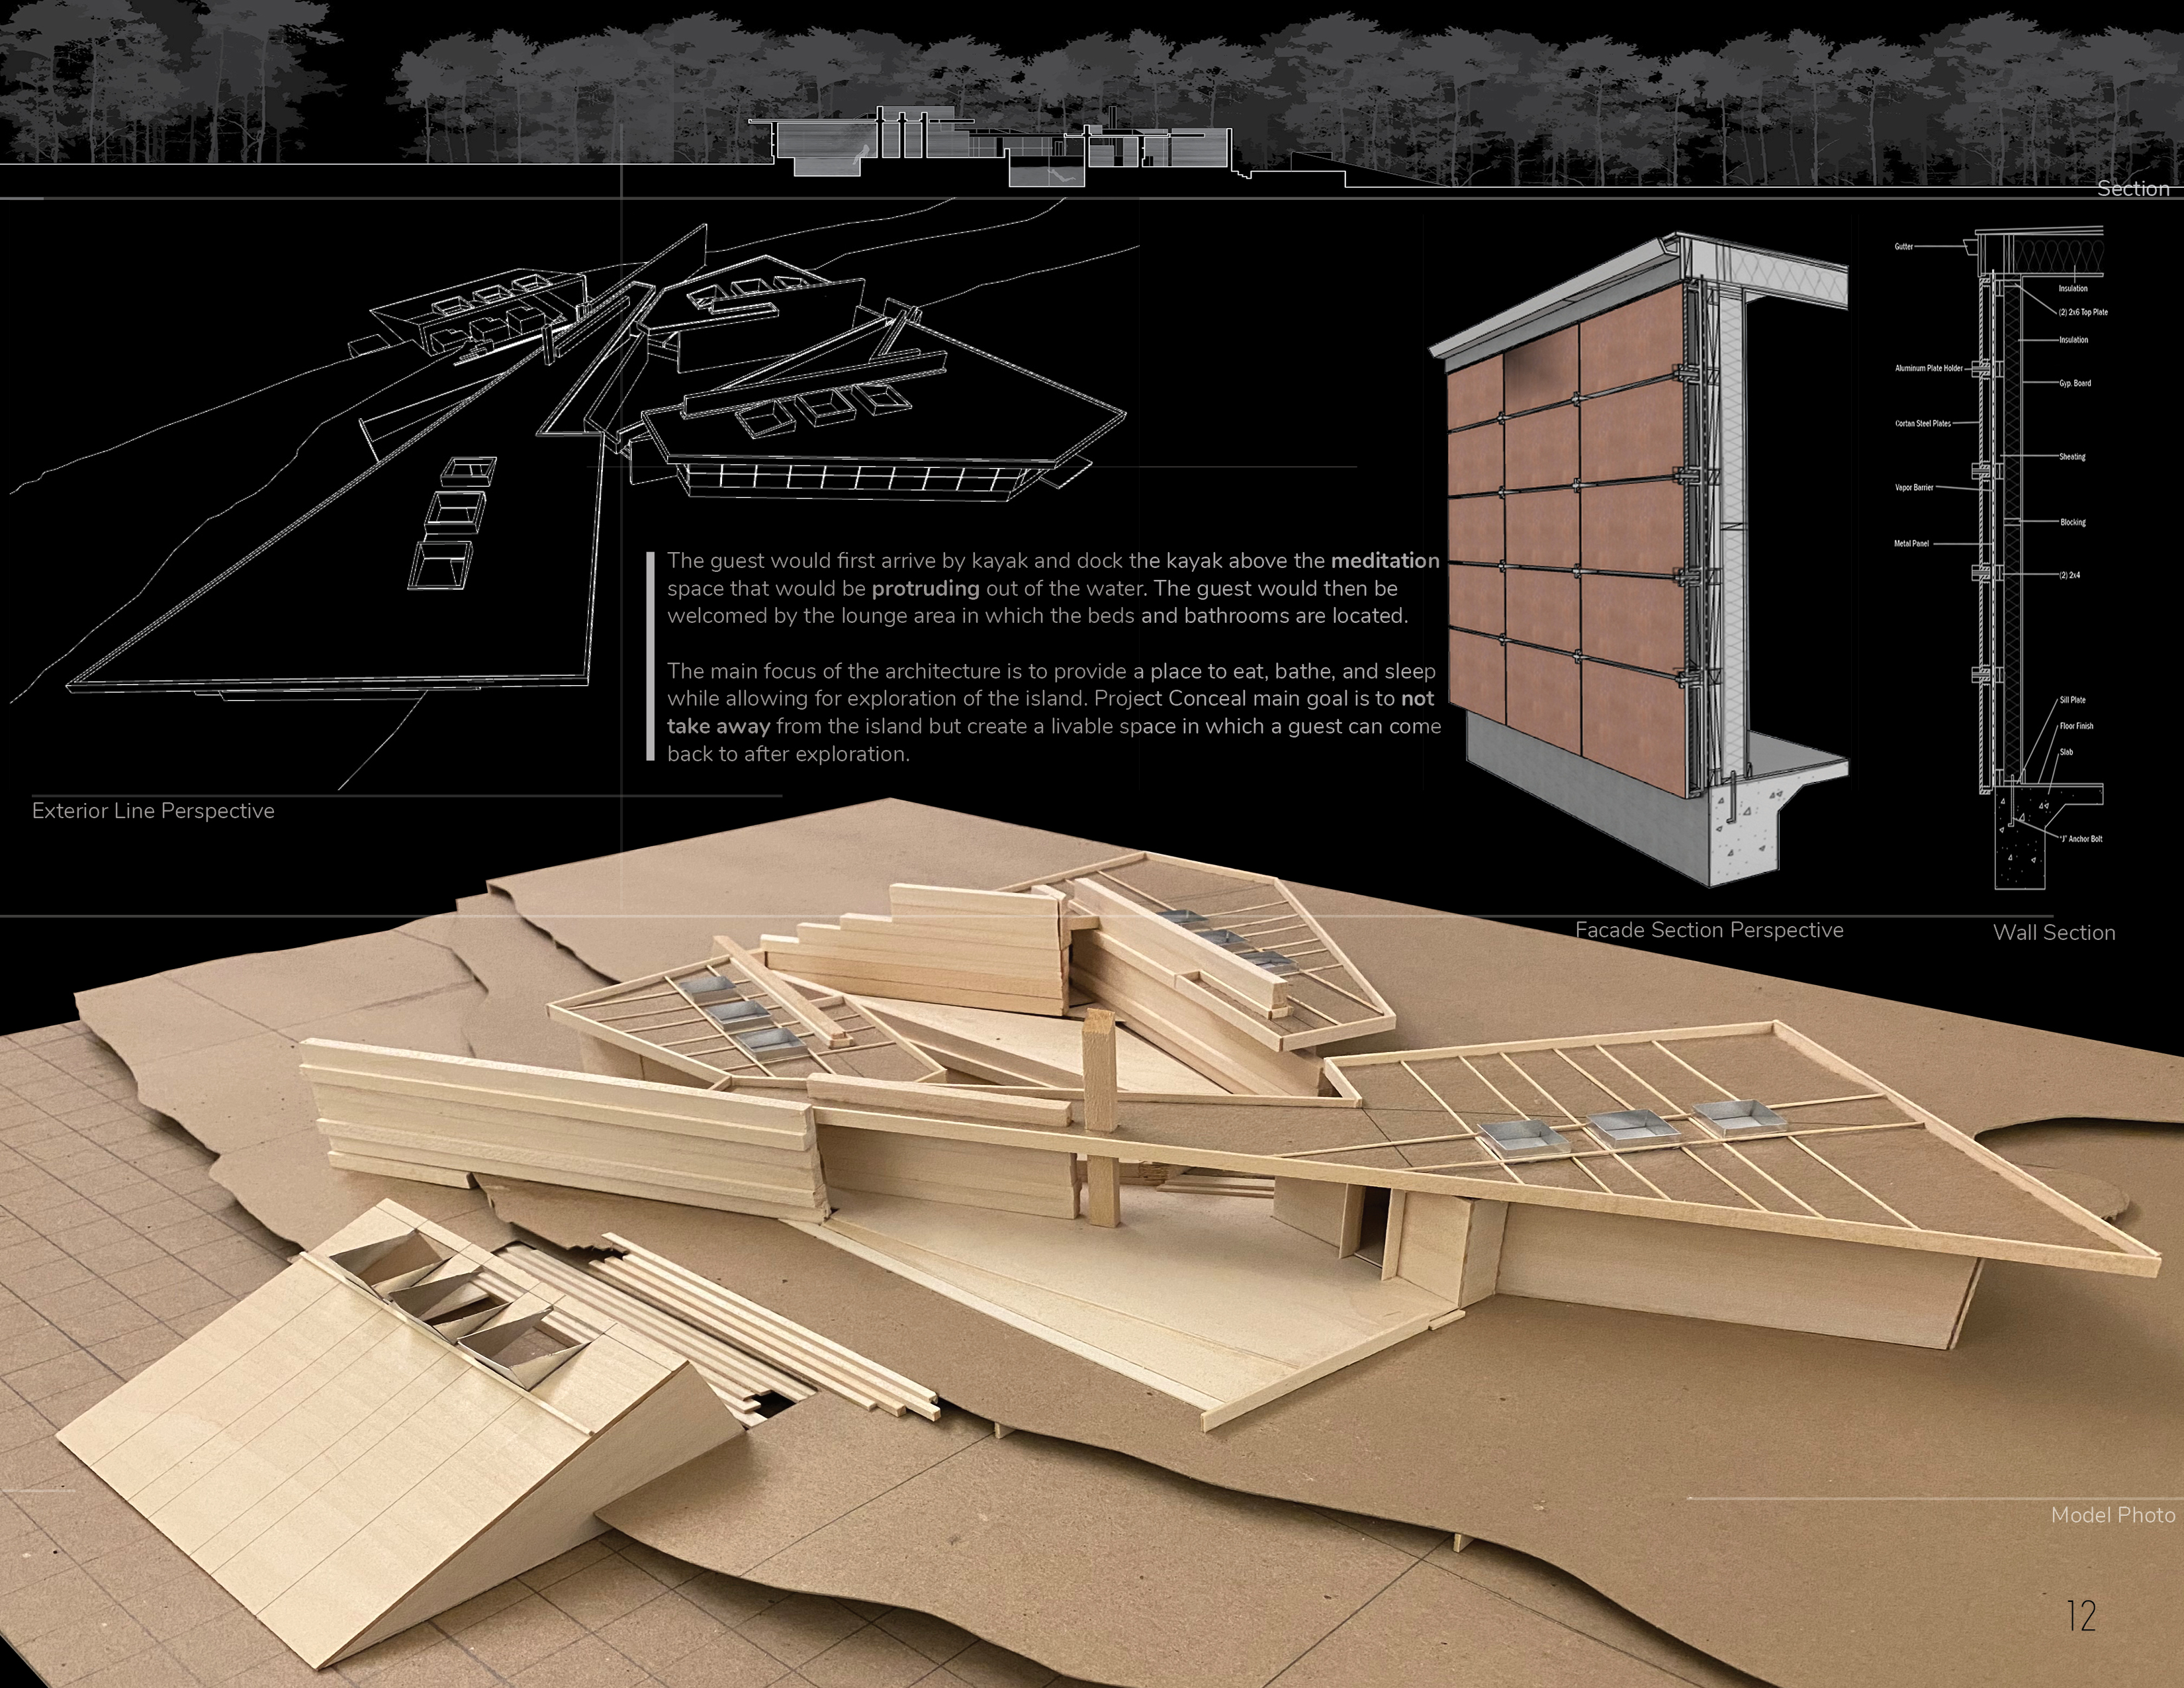 Section
The guest would first arrive by kayak and dock the kayak above the meditation
space that would be protruding out of the water. The guest would then be
welcomed by the lounge area in which the beds and bathrooms are located.
The main focus of the architecture is to provide a place to eat, bathe, and sleep
while allowing for exploration of the island. Project Conceal main goal is to not
take away from the island but create a livable space in which a guest can come
back to after exploration.
Exterior Line Perspective
Facade Section Perspective
Gutter
Aluminum Plate Holder
Cortan Steel Plates
Vapor Barrier
Metal Panel
Insulation
(2) 2x6 Top Plate
Insulation
Gyp. Board
Sheating
Blocking
(2) 2x4
Sill Plate
Floor Finish
Slab
"J" Anchor Bolt
Wall Section
Model Photo
12